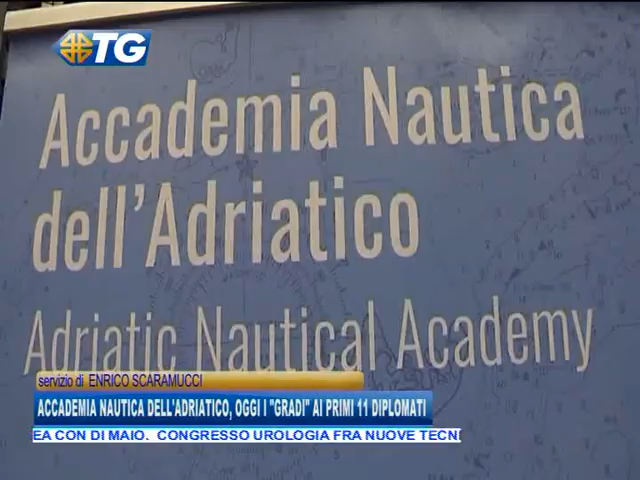 TG
Accademia Nautica
dell'Adriatico
Adriatic Nautical Academy
servizio di ENRICO SCARAMUCCI
ACCADEMIA NAUTICA DELL'ADRIATICO, OGGI I "GRADI" AI PRIMI 11 DIPLOMATI
EA CON DI MAIO. CONGRESSO UROLOGIA FRA NUOVE TECNI